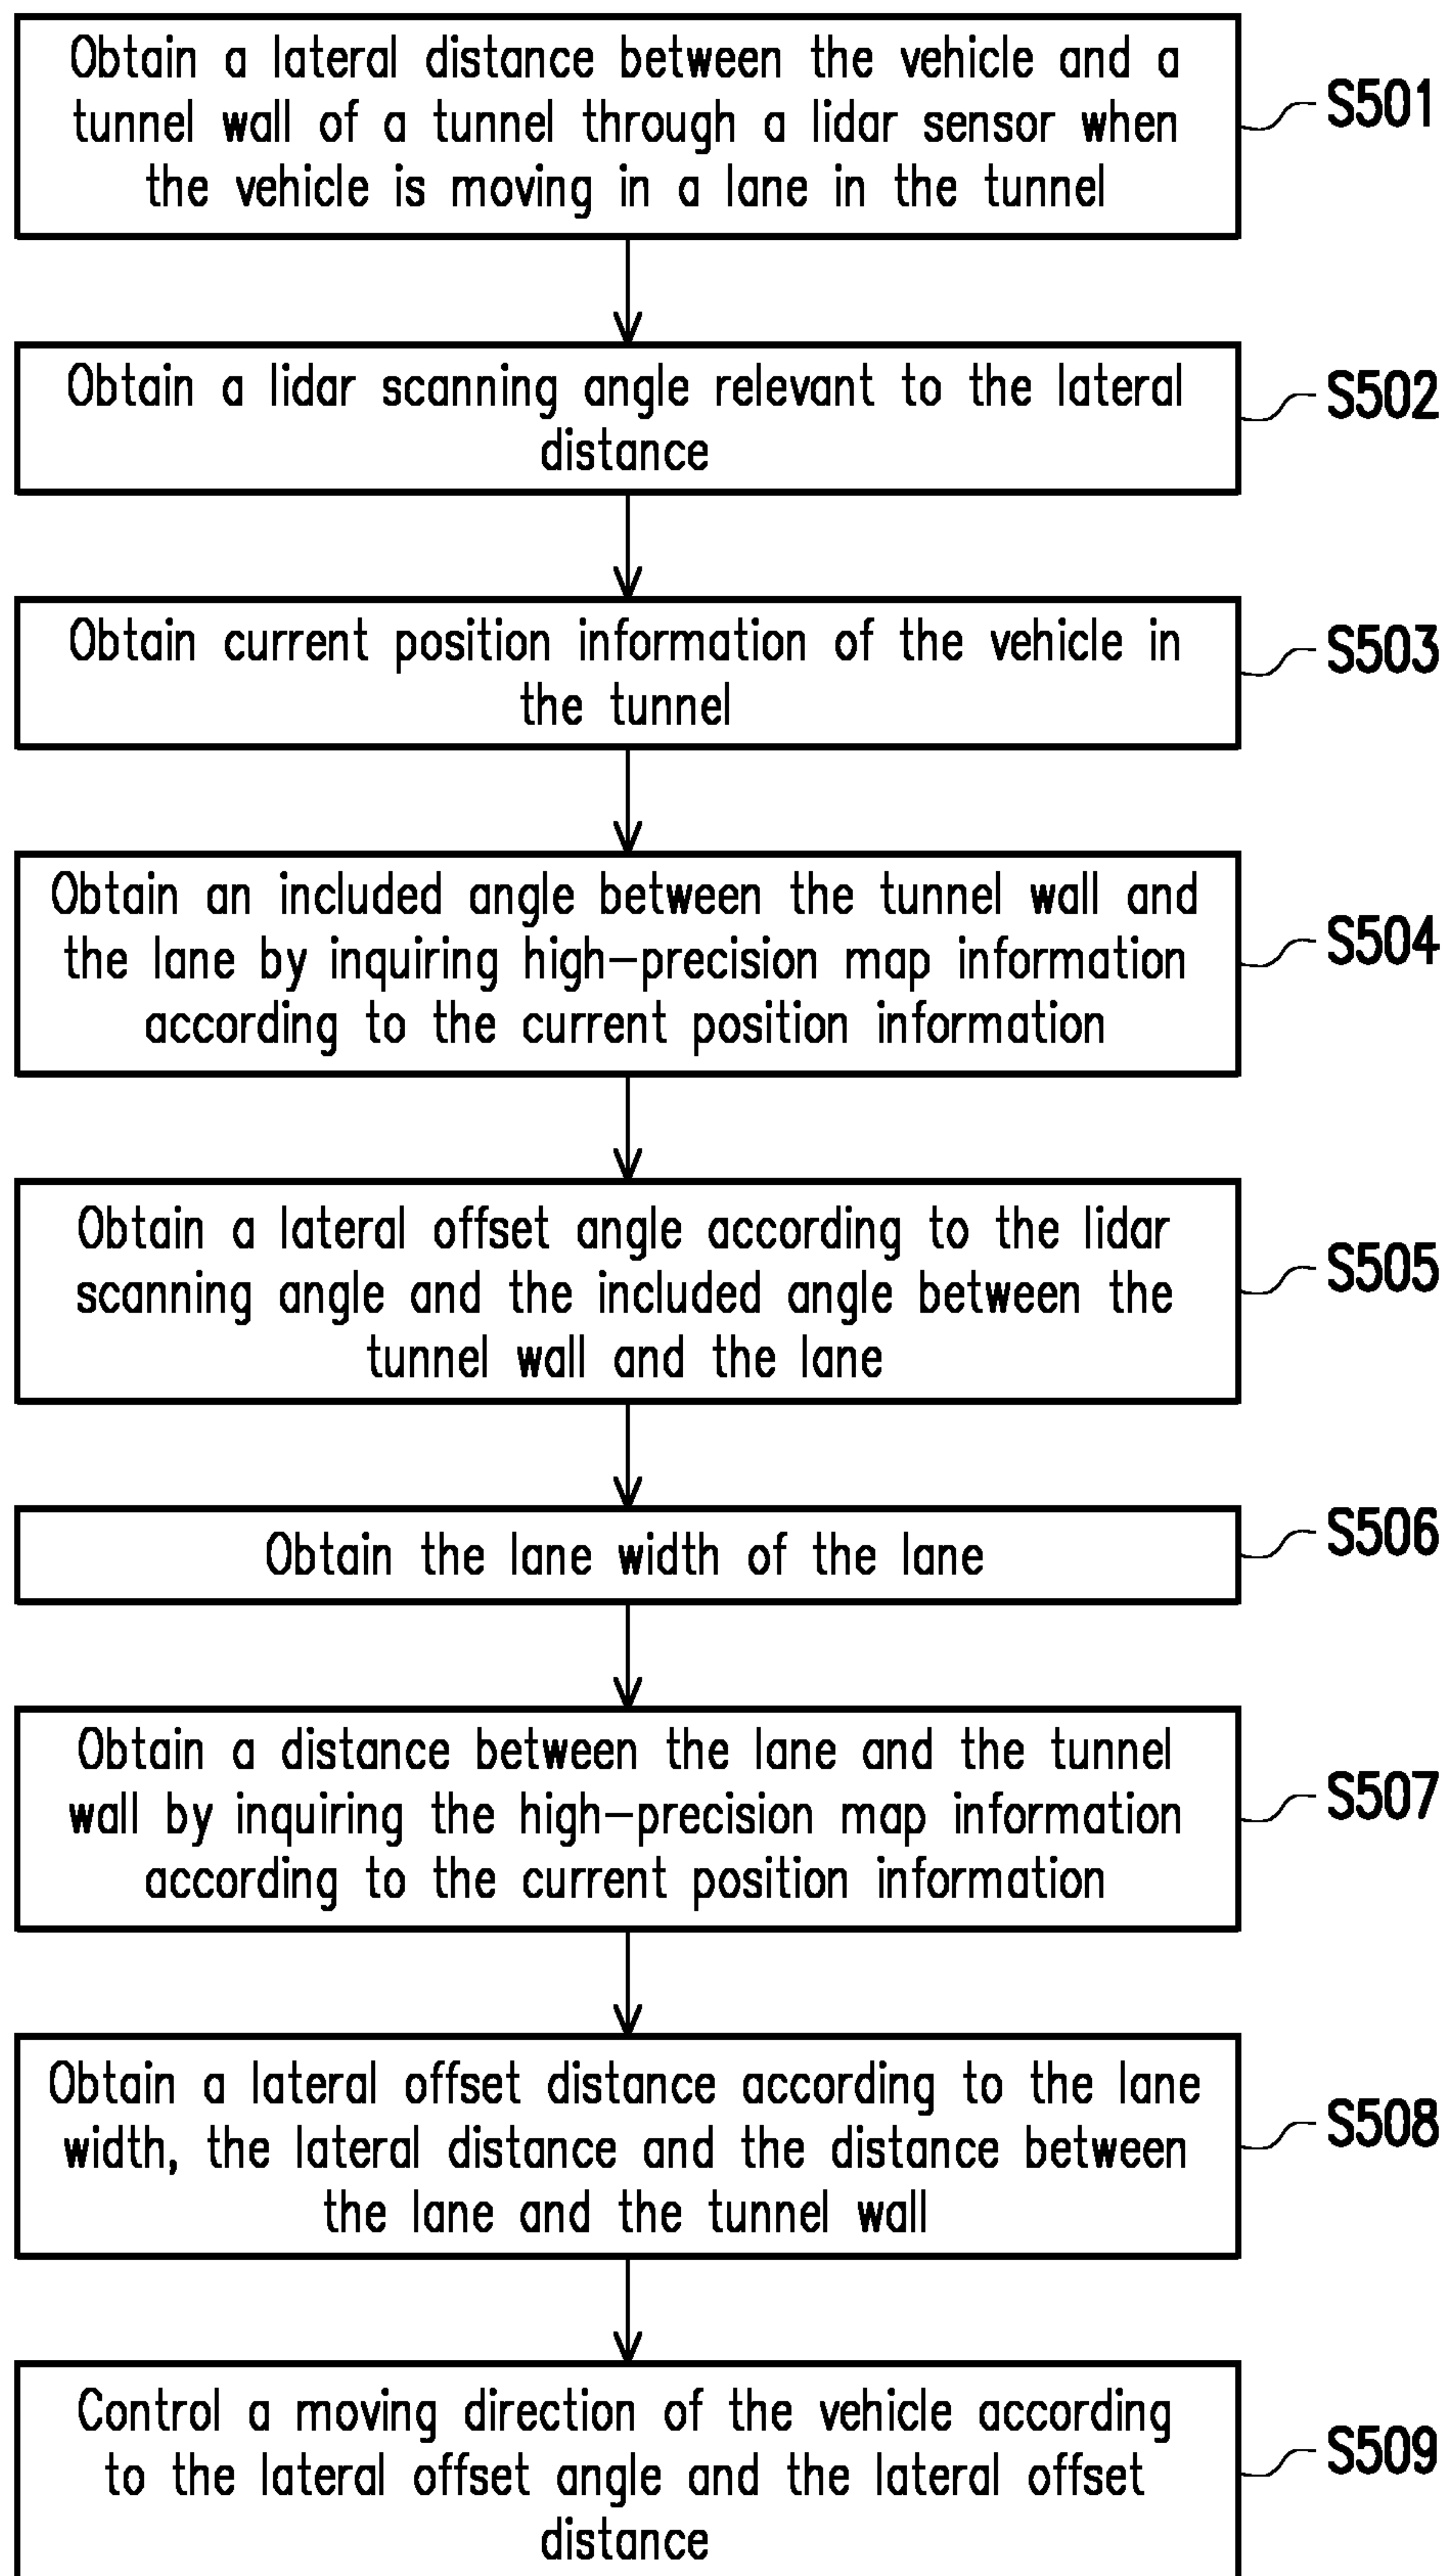 Obtain a lateral distance between the vehicle and a
tunnel wall of a tunnel through a lidar sensor when
the vehicle is moving in a lane in the tunnel
S501
Obtain a lidar scanning angle relevant to the lateral
distance
S502
Obtain current position information of the vehicle in
the tunnel
S503
Obtain an included angle between the tunnel wall and
the lane by inquiring high-precision map information
according to the current position information
S504
Obtain a lateral offset angle according to the lidar
scanning angle and the included angle between the
tunnel wall and the lane
S505
Obtain the lane width of the lane
S506
Obtain a distance between the lane and the tunnel
wall by inquiring the high-precision map information
according to the current position information
S507
Obtain a lateral offset distance according to the lane
width, the lateral distance and the distance between
the lane and the tunnel wall
S508
Control a moving direction of the vehicle according
to the lateral offset angle and the lateral offset
distance
S509